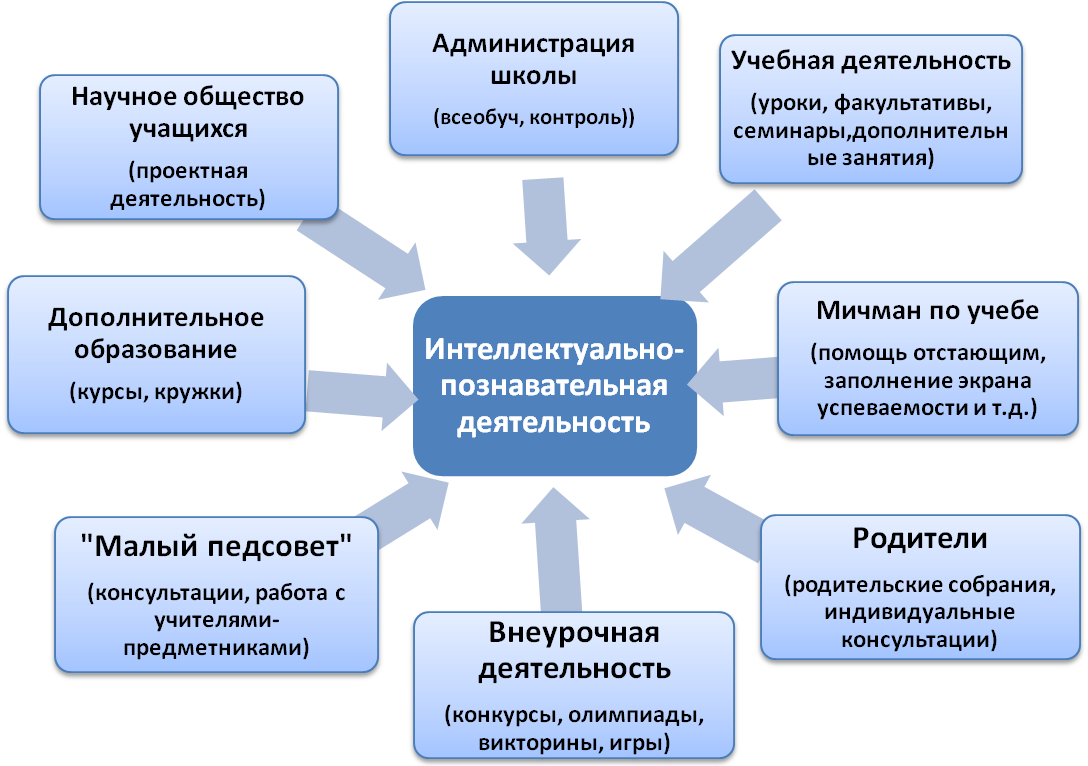 Администрация
школы
(всеобуч, контроль))
Учебная деятельность
(уроки, факультативы,
семинары,дополнительн
ые занятия)
Научное общество
учащихся
(проектная
деятельность)
Дополнительное
образование
(курсы, кружки)
Интеллектуально-
познавательная
деятельность
Мичман по учебе
(помощь отстающим,
заполнение экрана
успеваемости и т.д.)
"Малый педсовет"
(консультации, работа с
учителями-
предметниками)
Внеурочная
деятельность
(конкурсы, олимпиады,
викторины, игры)
Родители
(родительские собрания,
индивидуальные
консультации)